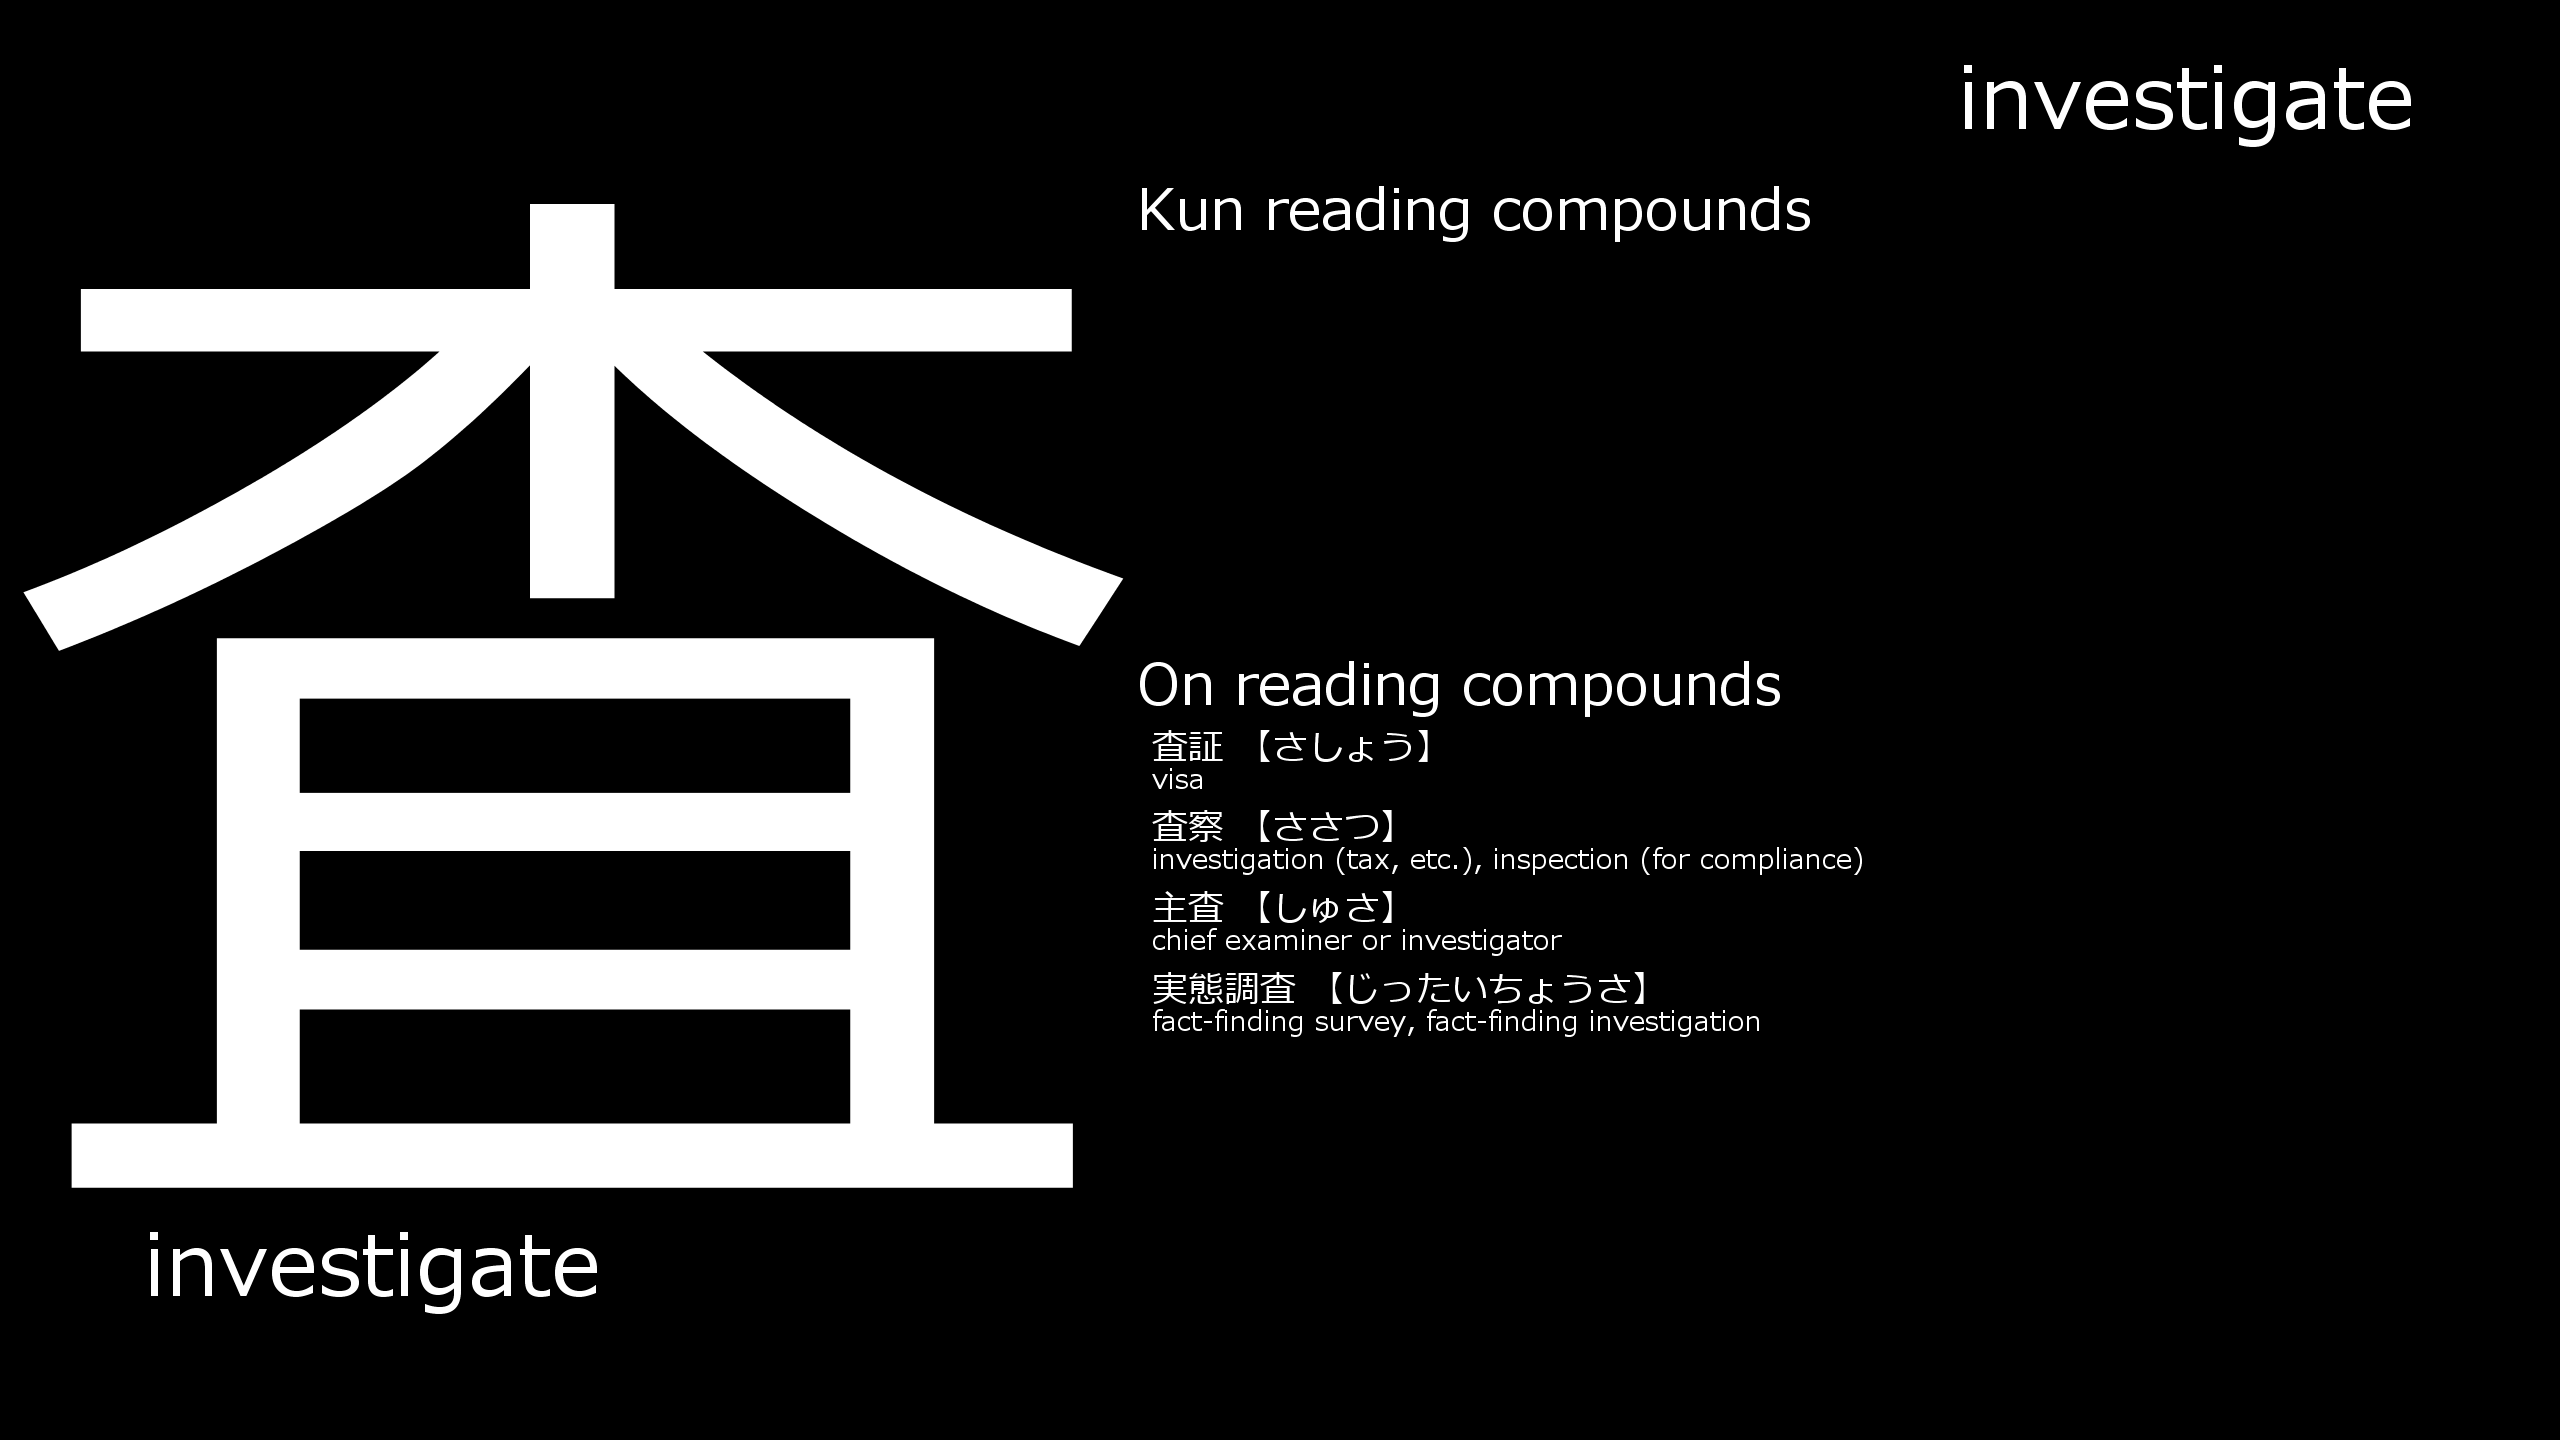 investigate
査
investigate
Kun reading compounds
On reading compounds
査証 【さしょう】
visa
査察 【ささつ】
investigation (tax, etc.), inspection (for compliance)
主査 【しゅさ】
chief examiner or investigator
実態調査 【じったいちょうさ】
fact-finding survey, fact-finding investigation